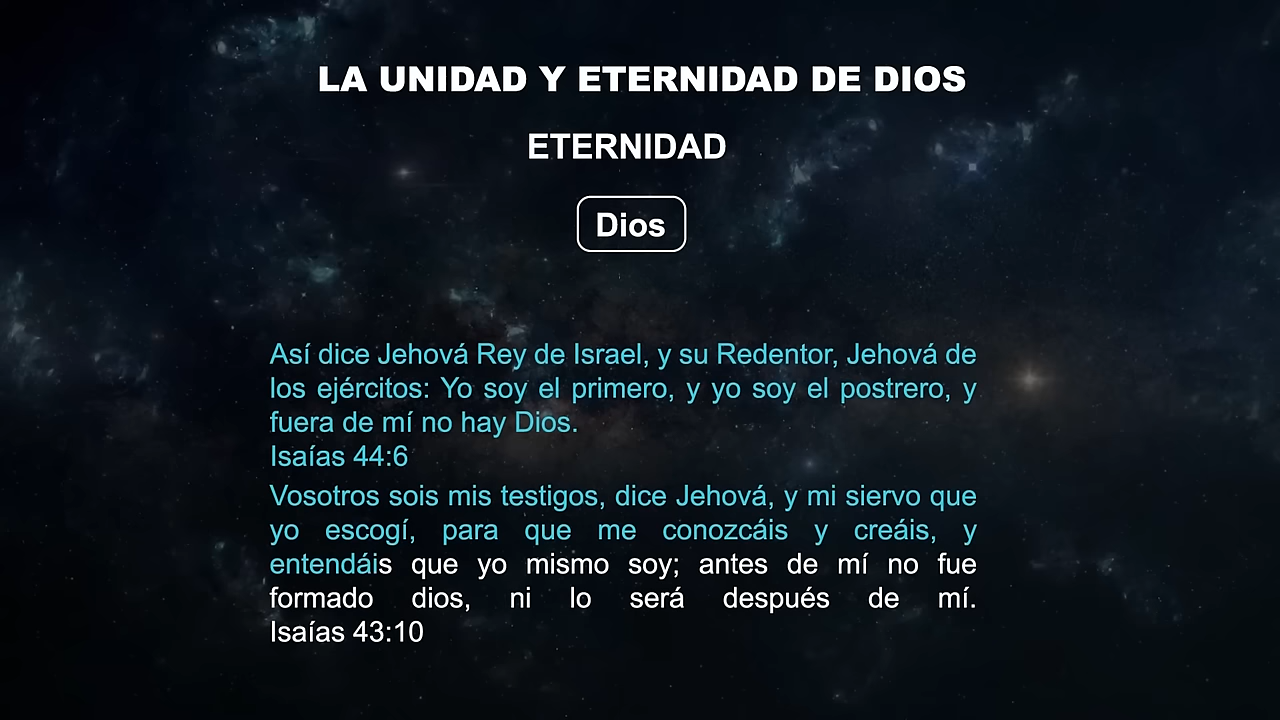 LA UNIDAD Y ETERNIDAD DE DIOS
ETERNIDAD
Dios
Así dice Jehová Rey de Israel, y su Redentor, Jehová de
los ejércitos: Yo soy el primero, y yo soy el postrero, y
fuera de mí no hay Dios.
Isaías 44:6
Vosotros sois mis testigos, dice Jehová, y mi siervo que
yo escogí, para que me conozcáis y creáis, y
entendáis que yo mismo soy; antes de mí no fue
formado dios, ni lo será después de mí.
Isaías 43:10